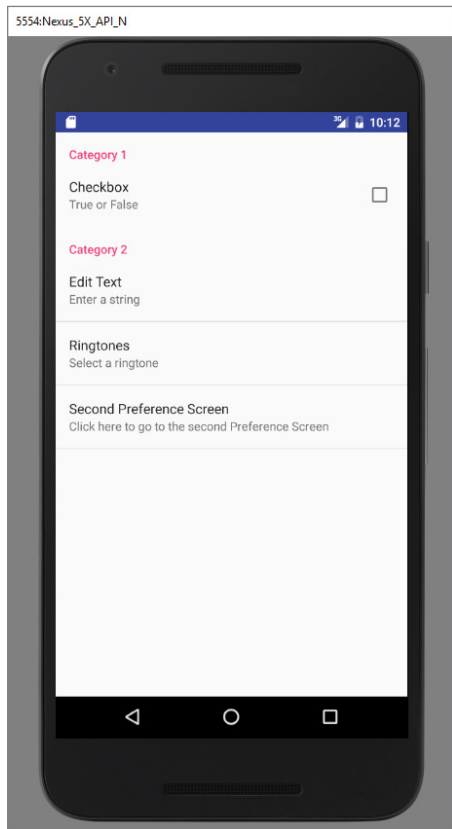 5554:Nexus_5X_API_N
3G 10:12
Category 1
Checkbox
True or False
Category 2
Edit Text
Enter a string
Ringtones
Select a ringtone
Second Preference Screen
Click here to go to the second Preference Screen